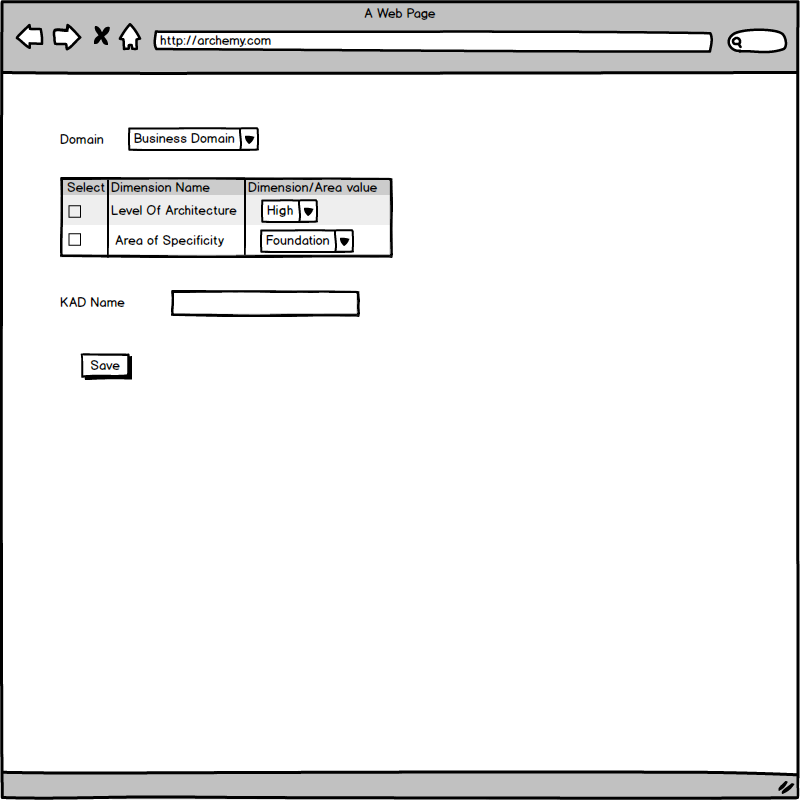 A Web Page
http://archemy.com
Domain Business Domain
Select Dimension Name Dimension/Area value
Level Of Architecture High
Area of Specificity Foundation
KAD Name
Save